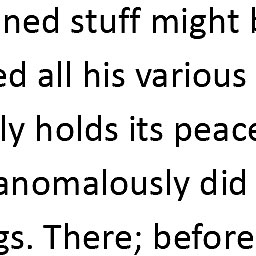 ned stuff might b
ed all his various
ly holds its peace
anomalously did
gs. There; before